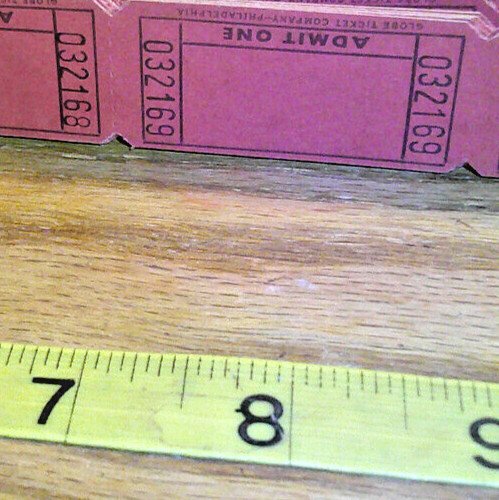 GLOBE TICKET COMPANY-PHILADELPHIA
ADMIT ONE
032168
032169
032169
7 8 9